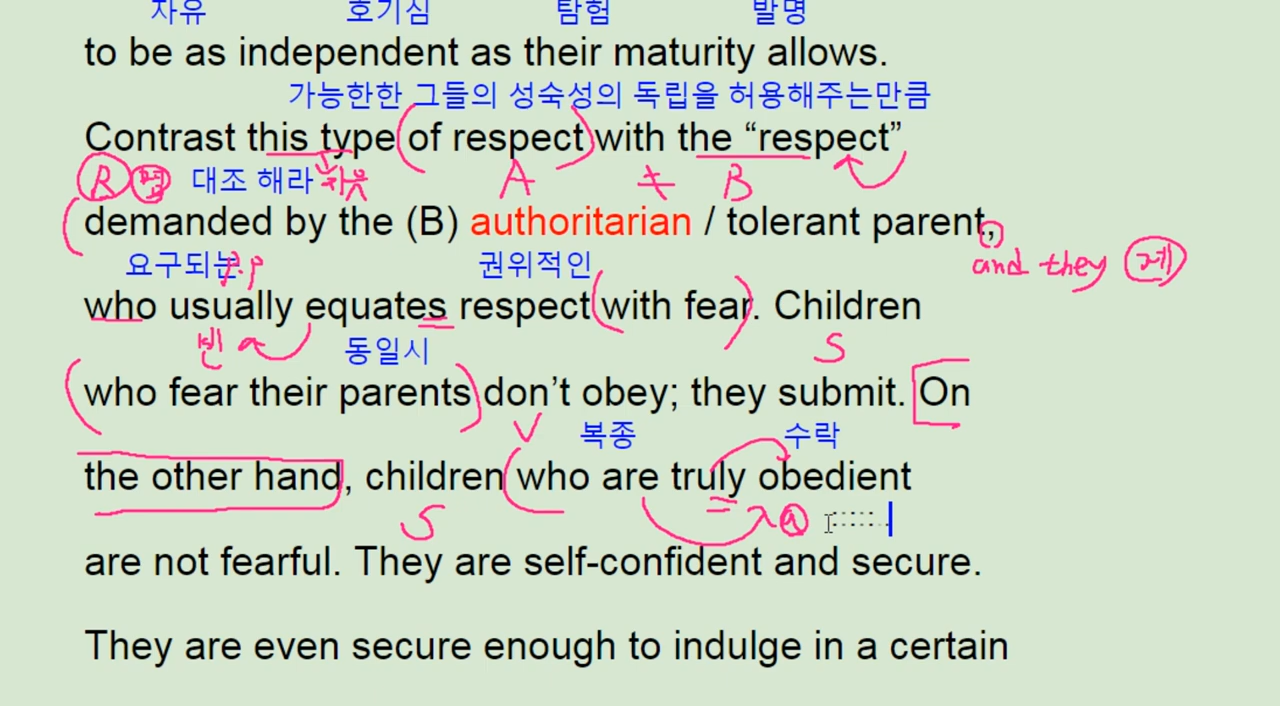 자유 호기심 탐험 발명
to be as independent as their maturity allows.
가능한한 그들의 성숙성의 독립을 허용해주는만큼
Contrast this type of respect with the “respect”
R 명 대조 해라 자유 A ≠ B
demanded by the (B) authoritarian / tolerant parent,
요구되는 p.p 권위적인 and they 계
who usually equates respect with fear. Children
빈 동일시 S
who fear their parents don’t obey; they submit. On
V 복종 수락
the other hand, children who are truly obedient
S a
are not fearful. They are self-confident and secure.
They are even secure enough to indulge in a certain